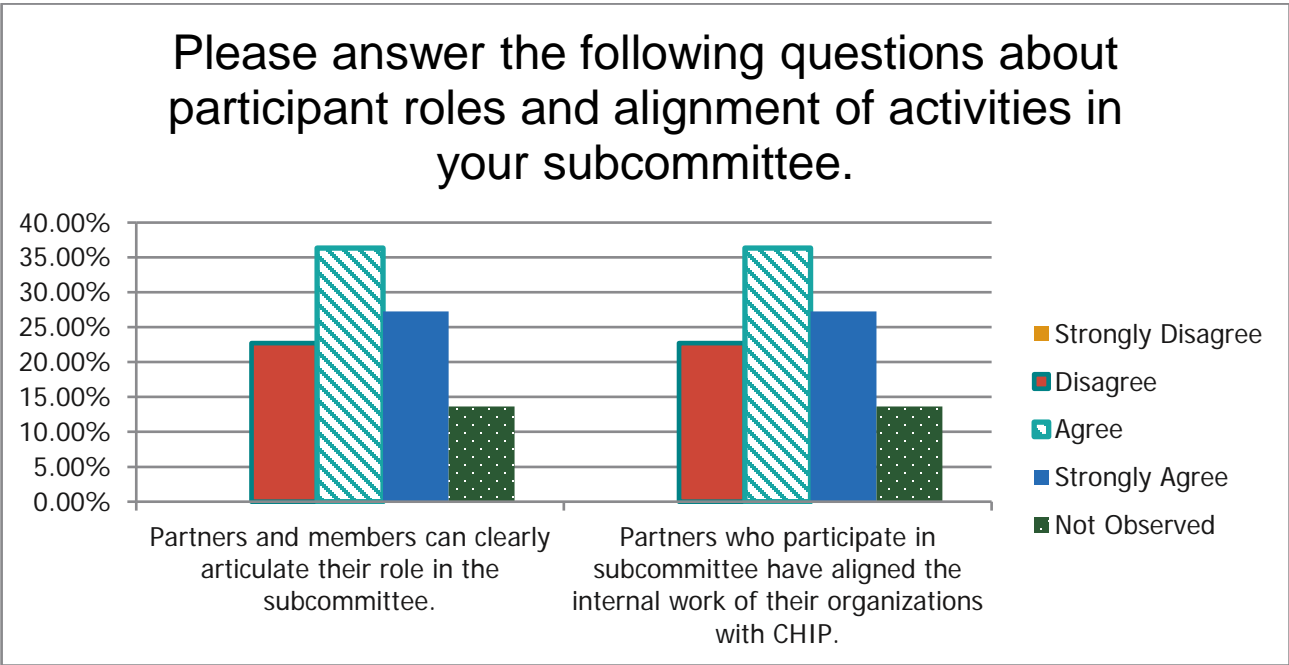 Please answer the following questions about
participant roles and alignment of activities in
your subcommittee.
40.00%
35.00%
30.00%
25.00%
20.00%
15.00%
10.00%
5.00%
0.00%
Partners and members can clearly
articulate their role in the
subcommittee.
Partners who participate in
subcommittee have aligned the
internal work of their organizations
with CHIP.
Strongly Disagree
Disagree
Agree
Strongly Agree
Not Observed